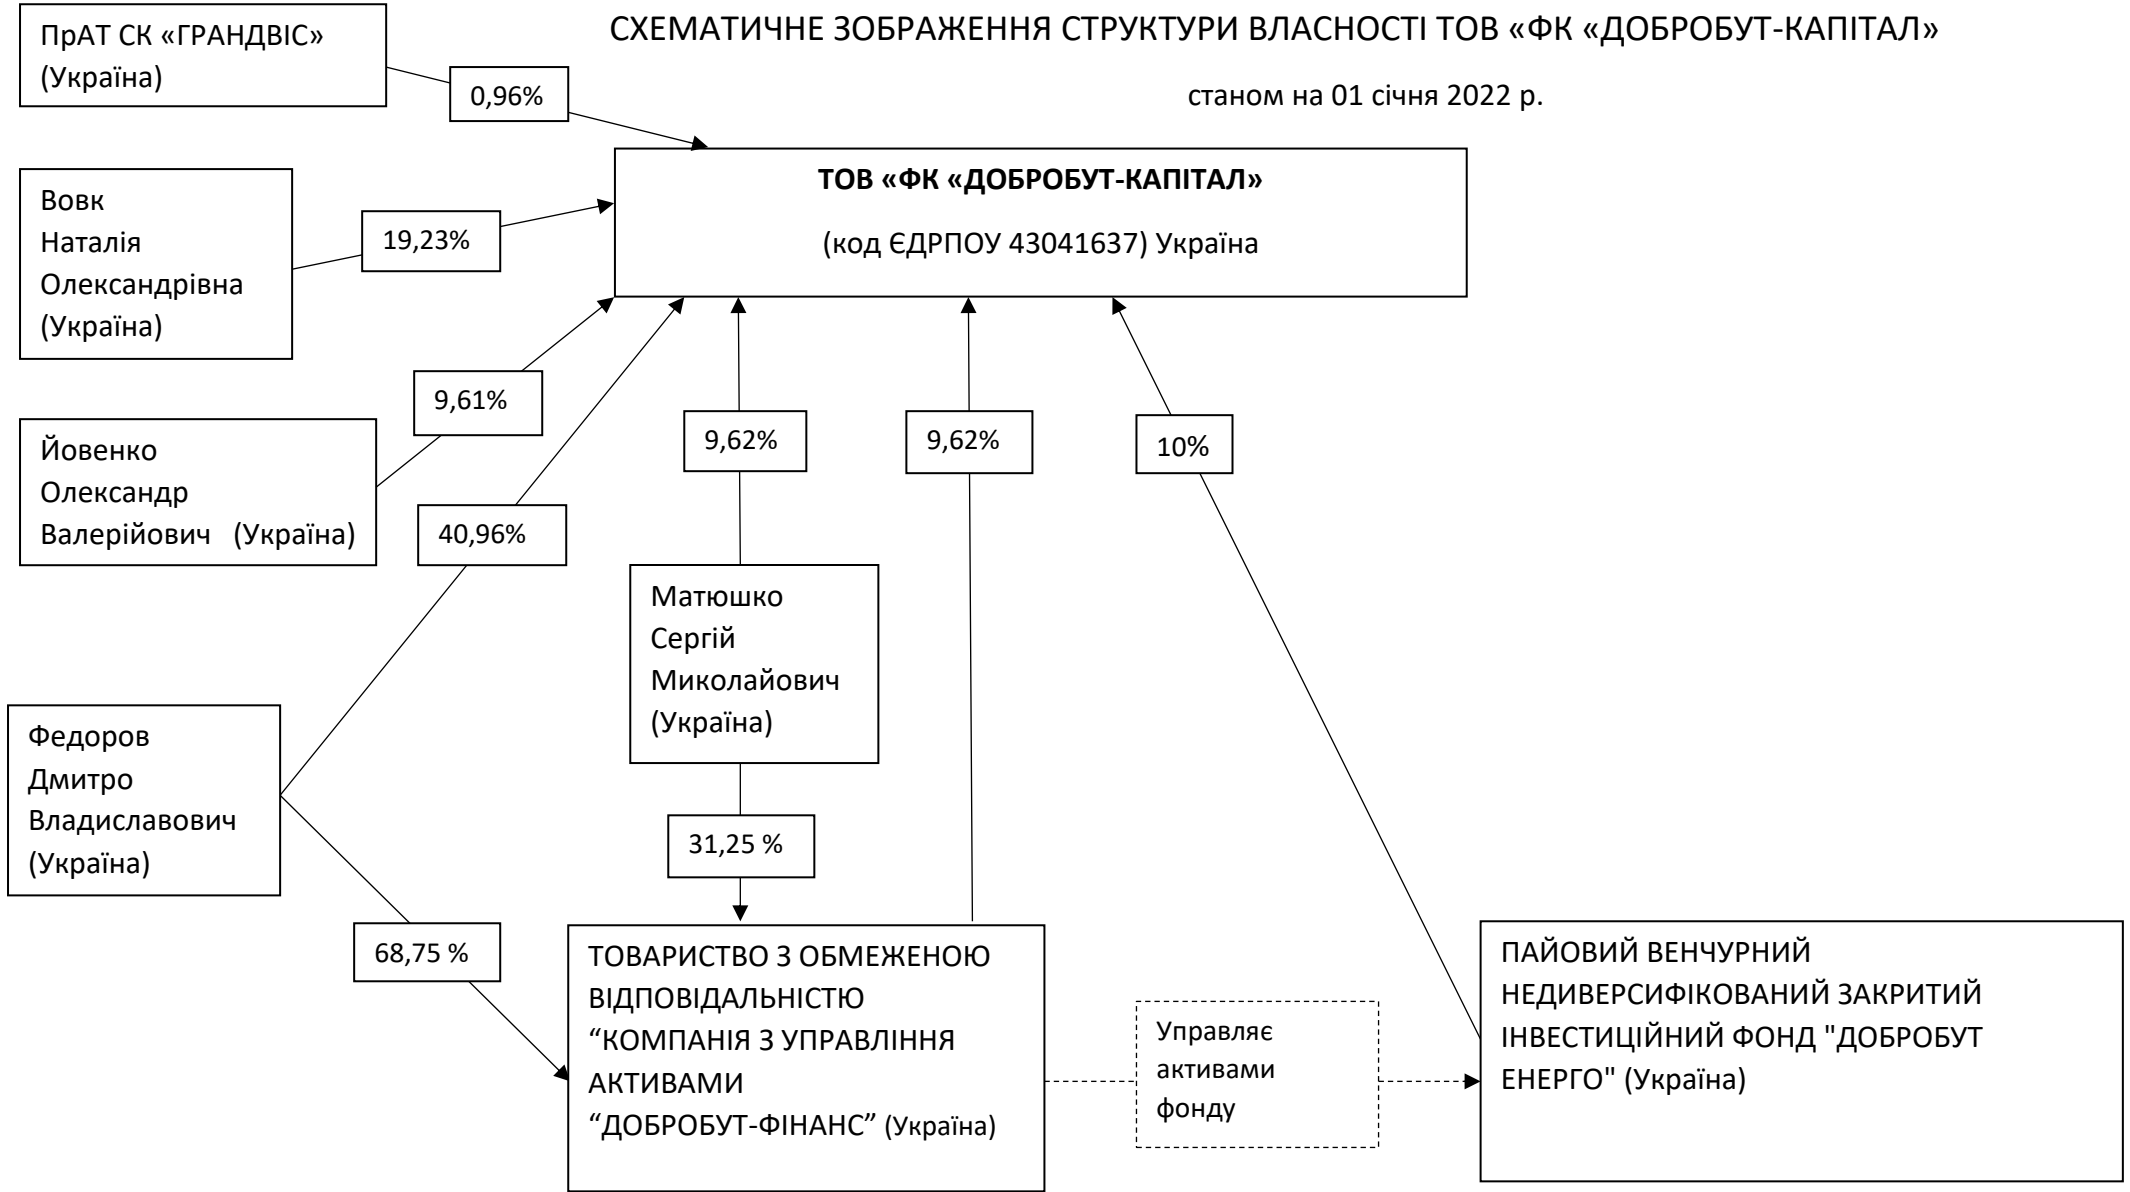 ПрАТ СК «ГРАНДВІС»
(Україна)
СХЕМАТИЧНЕ ЗОБРАЖЕННЯ СТРУКТУРИ ВЛАСНОСТІ ТОВ «ФК «ДОБРОБУТ-КАПІТАЛ»
станом на 01 січня 2022 р.
0,96%
ТОВ «ФК «ДОБРОБУТ-КАПІТАЛ»
(код ЄДРПОУ 43041637) Україна
Вовк
Наталія
Олександрівна
(Україна)
19,23%
9,61%
Йовенко
Олександр
Валерійович (Україна)
40,96%
9,62%
9,62%
10%
Матюшко
Сергій
Миколайович
(Україна)
Федоров
Дмитро
Владиславович
(Україна)
31,25 %
68,75 %
ТОВАРИСТВО З ОБМЕЖЕНОЮ
ВІДПОВІДАЛЬНІСТЮ
“КОМПАНІЯ З УПРАВЛІННЯ
АКТИВАМИ
“ДОБРОБУТ-ФІНАНС” (Україна)
Управляє
активами
фонду
ПАЙОВИЙ ВЕНЧУРНИЙ
НЕДИВЕРСИФІКОВАНИЙ ЗАКРИТИЙ
ІНВЕСТИЦІЙНИЙ ФОНД "ДОБРОБУТ
ЕНЕРГО" (Україна)